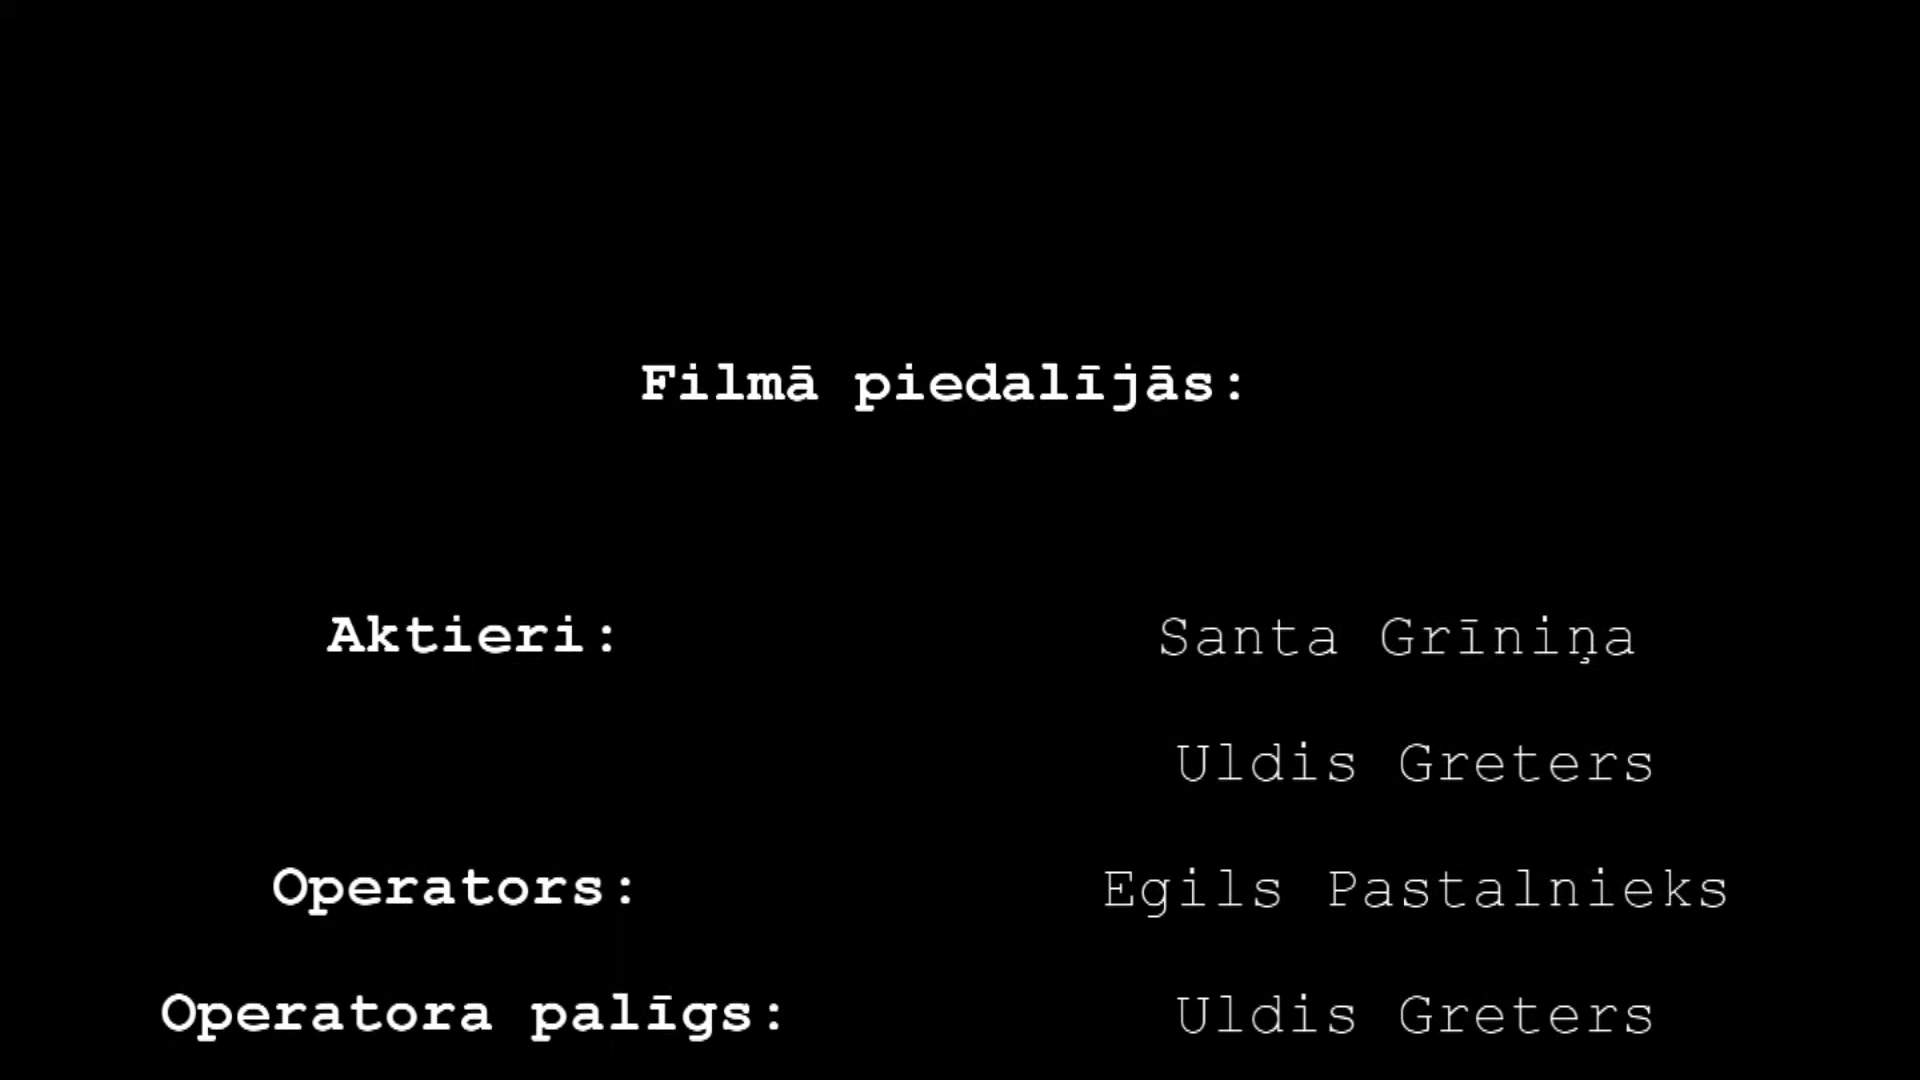 Filmā piedalījās:
Aktieri: Santa Grīniņa
Uldis Greters
Operators: Egils Pastalnieks
Operatora palīgs: Uldis Greters